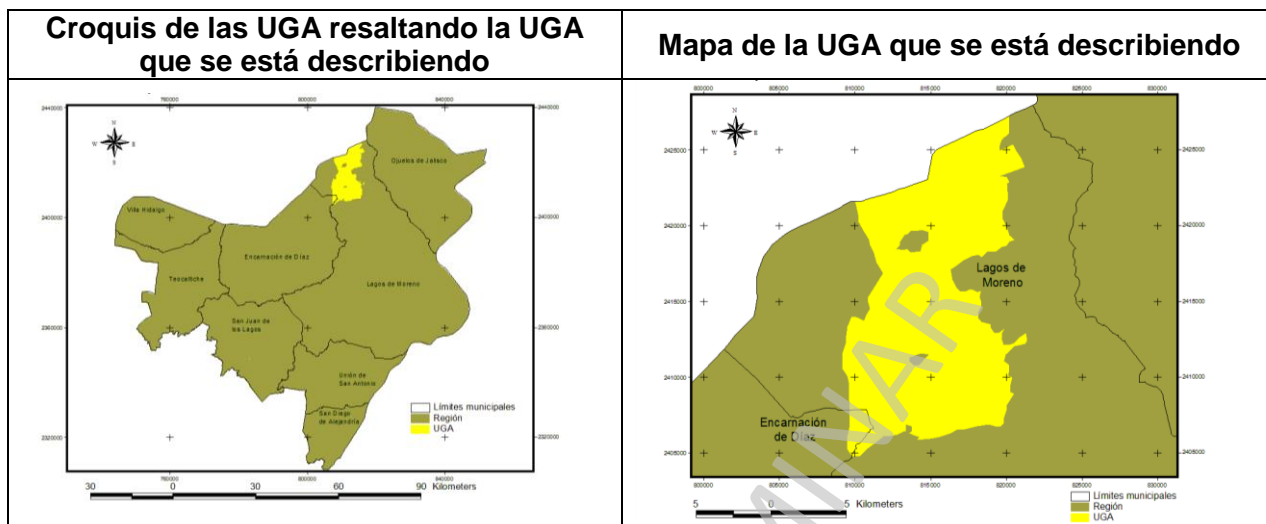 Croquis de las UGA resaltando la UGA
que se está describiendo
Mapa de la UGA que se está describiendo
760000
800000
840000
2440000
2440000
N
W
E
S
Ojuelos de Jalisco
Villa Hidalgo
2400000
2400000
Encarnación de Díaz
Teocaltiche
Lagos de Moreno
San Juan de
los Lagos
2360000
2360000
Unión de
San Antonio
San Diego
de Alejandría
Límites municipales
Región
UGA
2320000
2320000
760000
800000
840000
30 0 30 60 90 Kilometers
800000
805000
810000
815000
820000
825000
830000
N
W
E
S
2425000
2425000
2420000
2420000
Lagos de
Moreno
2415000
2415000
2410000
2410000
Encarnación
de Díaz
2405000
2405000
800000
805000
810000
815000
820000
825000
830000
5 0 5 Kilometers
Límites municipales
Región
UGA
MINAR